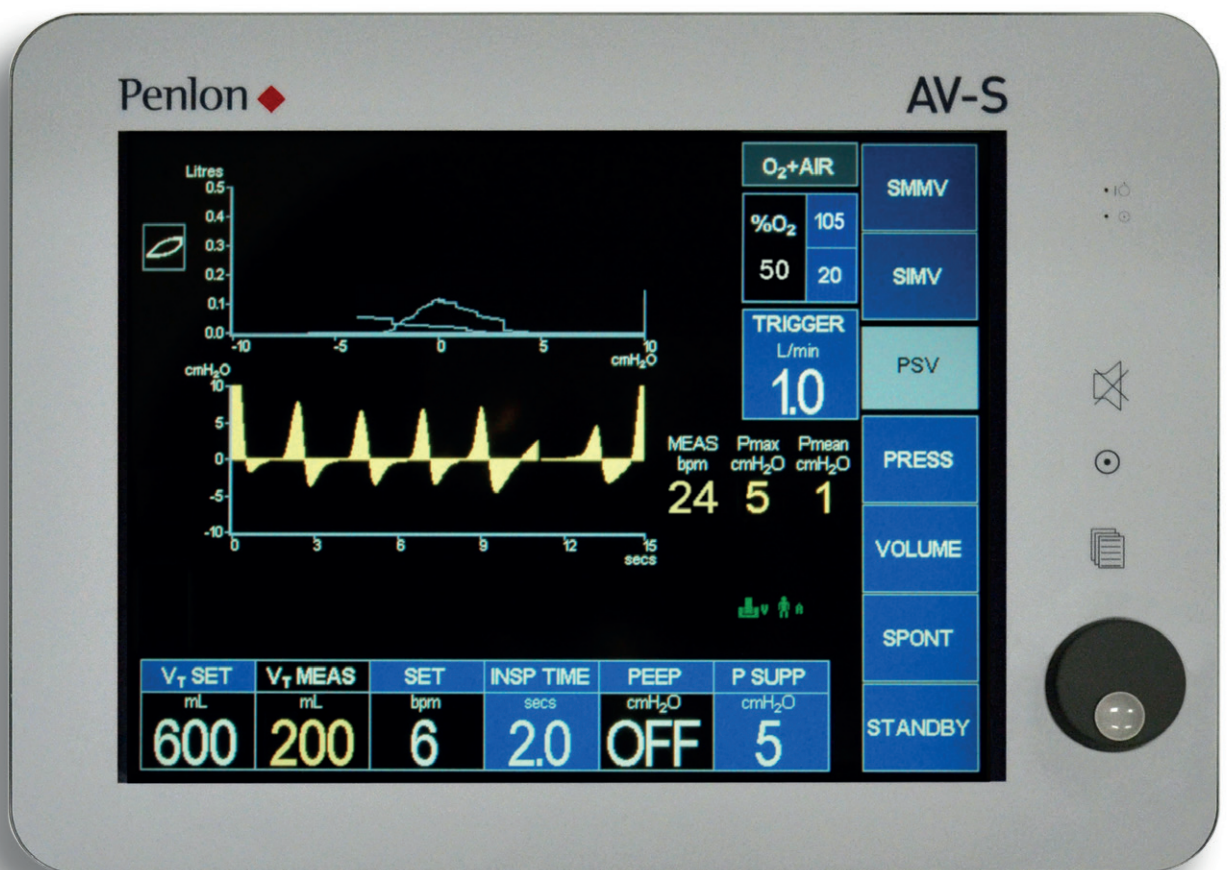 Penlon
AV-S
Litres
0.5
0.4
0.3
0.2
0.1
0.0
-10 -5 0 5 10
cmH₂O
cmH₂O
10
5
0
-5
-10
0 3 6 9 12 15
secs
O₂+AIR
%O₂ 105
50 20
TRIGGER
L/min
1.0
MEAS Pmax Pmean
bpm cmH₂O cmH₂O
24 5 1
V A
SMMV
SIMV
PSV
PRESS
VOLUME
SPONT
STANDBY
V_T SET V_T MEAS SET INSP TIME PEEP P SUPP
mL mL bpm secs cmH₂O cmH₂O
600 200 6 2.0 OFF 5